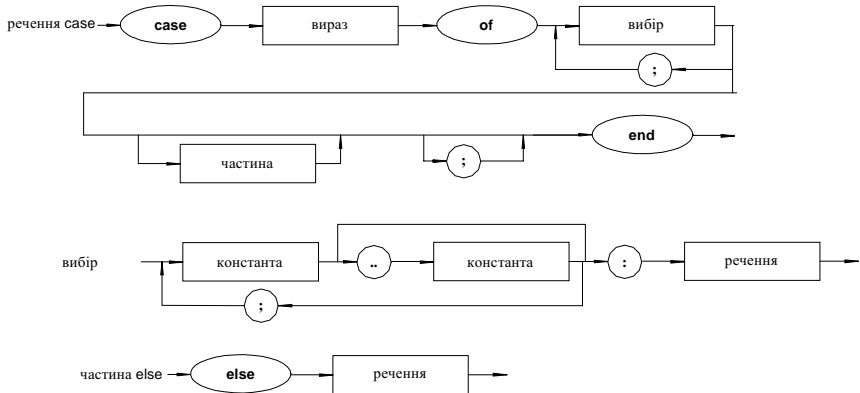 речення case case вираз of вибір
;
частина ; end
вибір константа .. константа : речення
;
частина else else речення